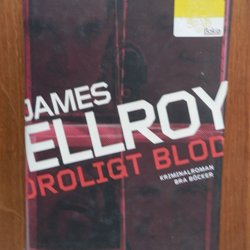 JAMES
ELLROY
OROLIGT BLOD
KRIMINALROMAN
BRA BÖCKER